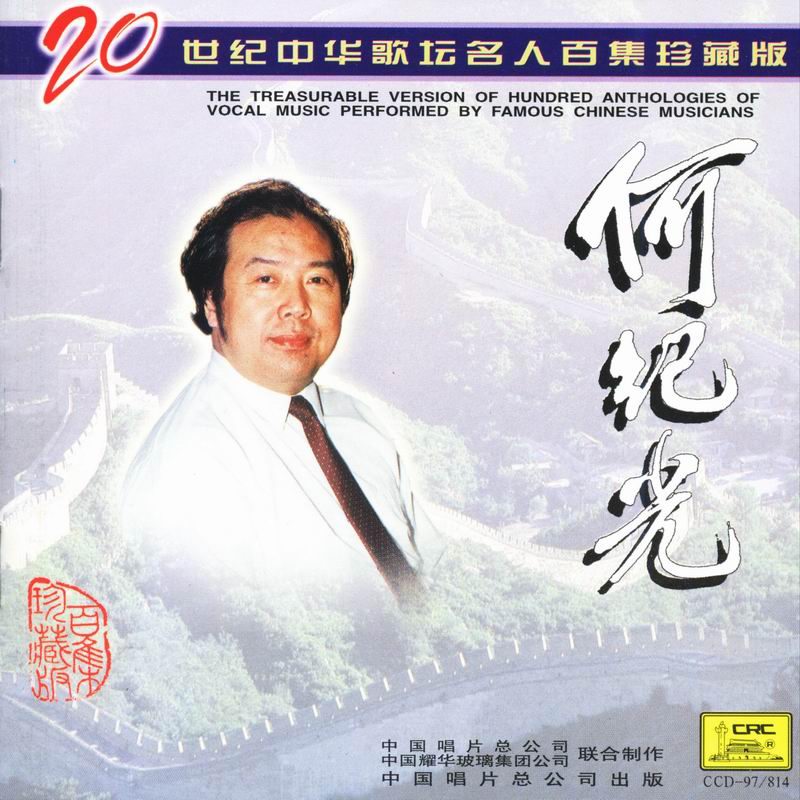 20世纪中华歌坛名人百集珍藏版
THE TREASURABLE VERSION OF HUNDRED ANTHOLOGIES OF
VOCAL MUSIC PERFORMED BY FAMOUS CHINESE MUSICIANS
何纪光
百集
珍藏版
中国唱片总公司
中国耀华玻璃集团公司
联合制作
中国唱片总公司出版
CRC
®
CCD-97/814